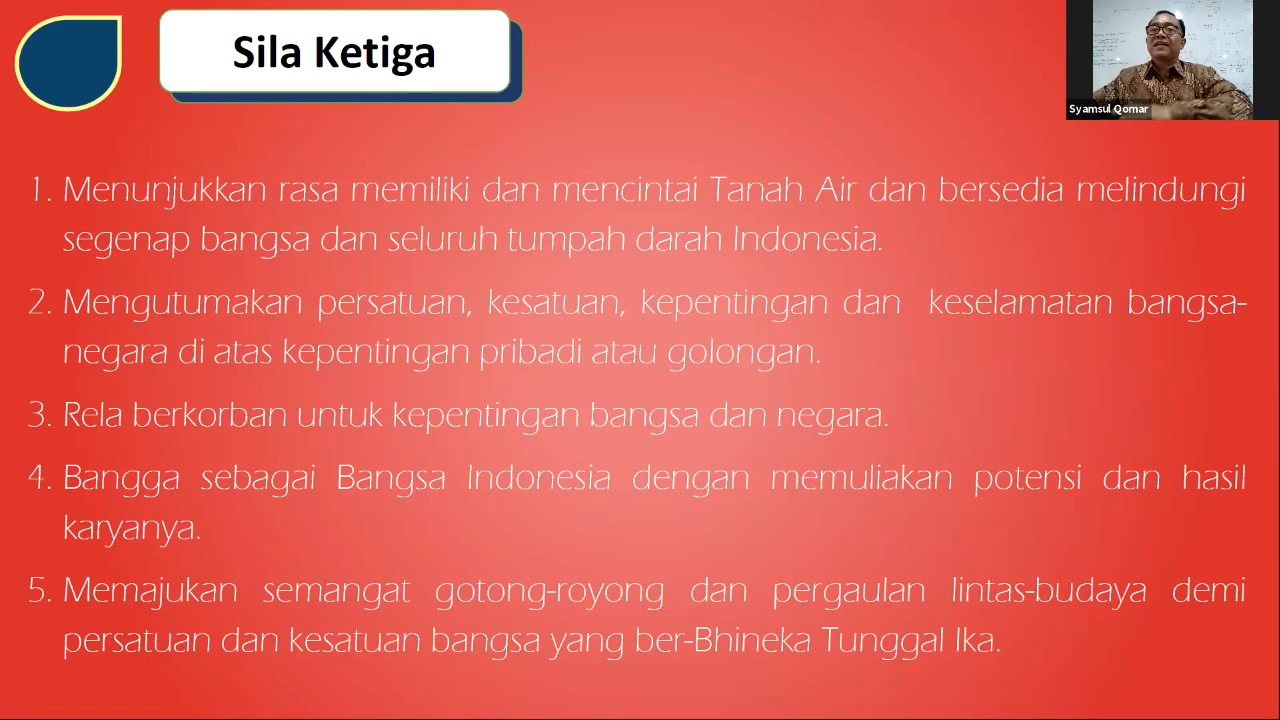 Sila Ketiga
Syamsul Qomar
1. Menunjukkan rasa memiliki dan mencintai Tanah Air dan bersedia melindungi
segenap bangsa dan seluruh tumpah darah Indonesia.
2. Mengutumakan persatuan, kesatuan, kepentingan dan keselamatan bangsa-
negara di atas kepentingan pribadi atau golongan.
3. Rela berkorban untuk kepentingan bangsa dan negara.
4. Bangga sebagai Bangsa Indonesia dengan memuliakan potensi dan hasil
karyanya.
5. Memajukan semangat gotong-royong dan pergaulan lintas-budaya demi
persatuan dan kesatuan bangsa yang ber-Bhineka Tunggal Ika.